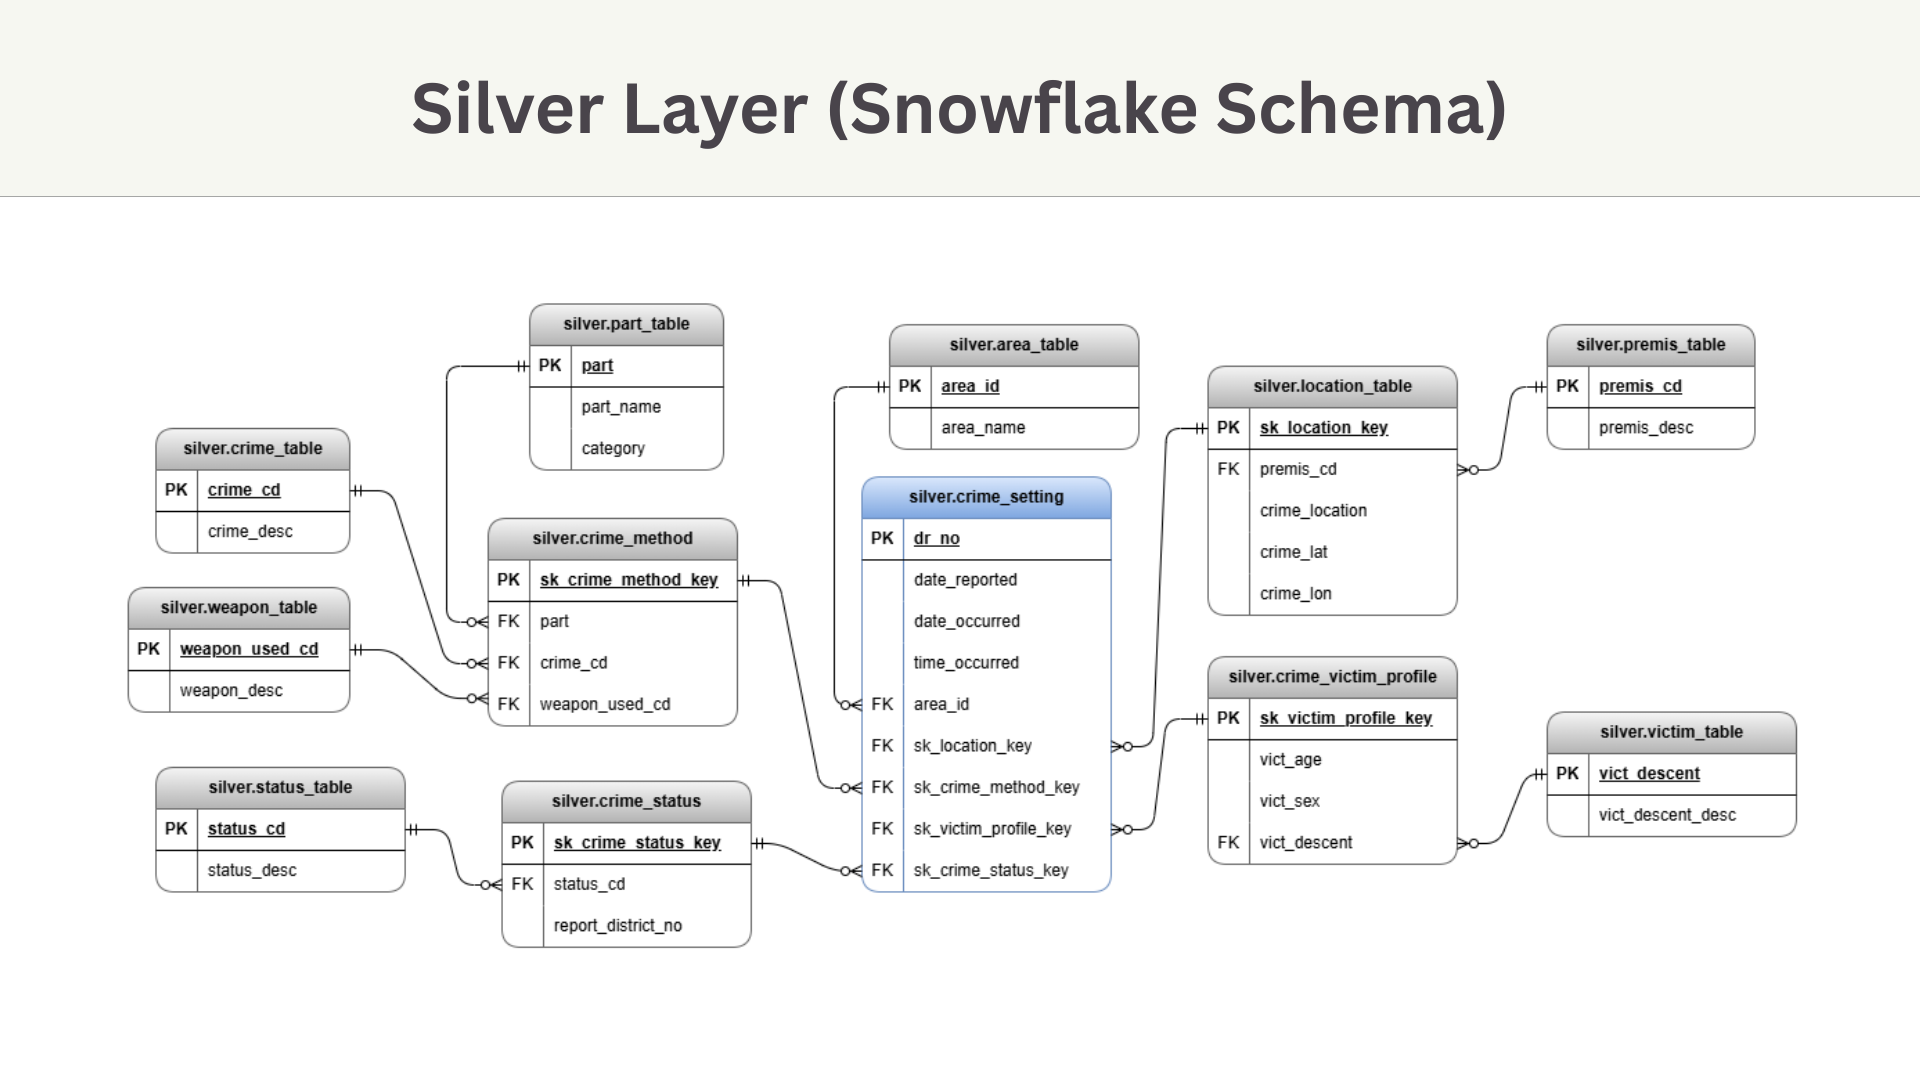 Silver Layer (Snowflake Schema)
silver.part_table
PK part
part_name
category
silver.crime_table
PK crime_cd
crime_desc
silver.weapon_table
PK weapon_used_cd
weapon_desc
silver.crime_method
PK sk_crime_method_key
FK part
FK crime_cd
FK weapon_used_cd
silver.status_table
PK status_cd
status_desc
silver.crime_status
PK sk_crime_status_key
FK status_cd
report_district_no
silver.area_table
PK area_id
area_name
silver.crime_setting
PK dr_no
date_reported
date_occurred
time_occurred
FK area_id
FK sk_location_key
FK sk_crime_method_key
FK sk_victim_profile_key
FK sk_crime_status_key
silver.location_table
PK sk_location_key
FK premis_cd
crime_location
crime_lat
crime_lon
silver.premis_table
PK premis_cd
premis_desc
silver.crime_victim_profile
PK sk_victim_profile_key
vict_age
vict_sex
FK vict_descent
silver.victim_table
PK vict_descent
vict_descent_desc